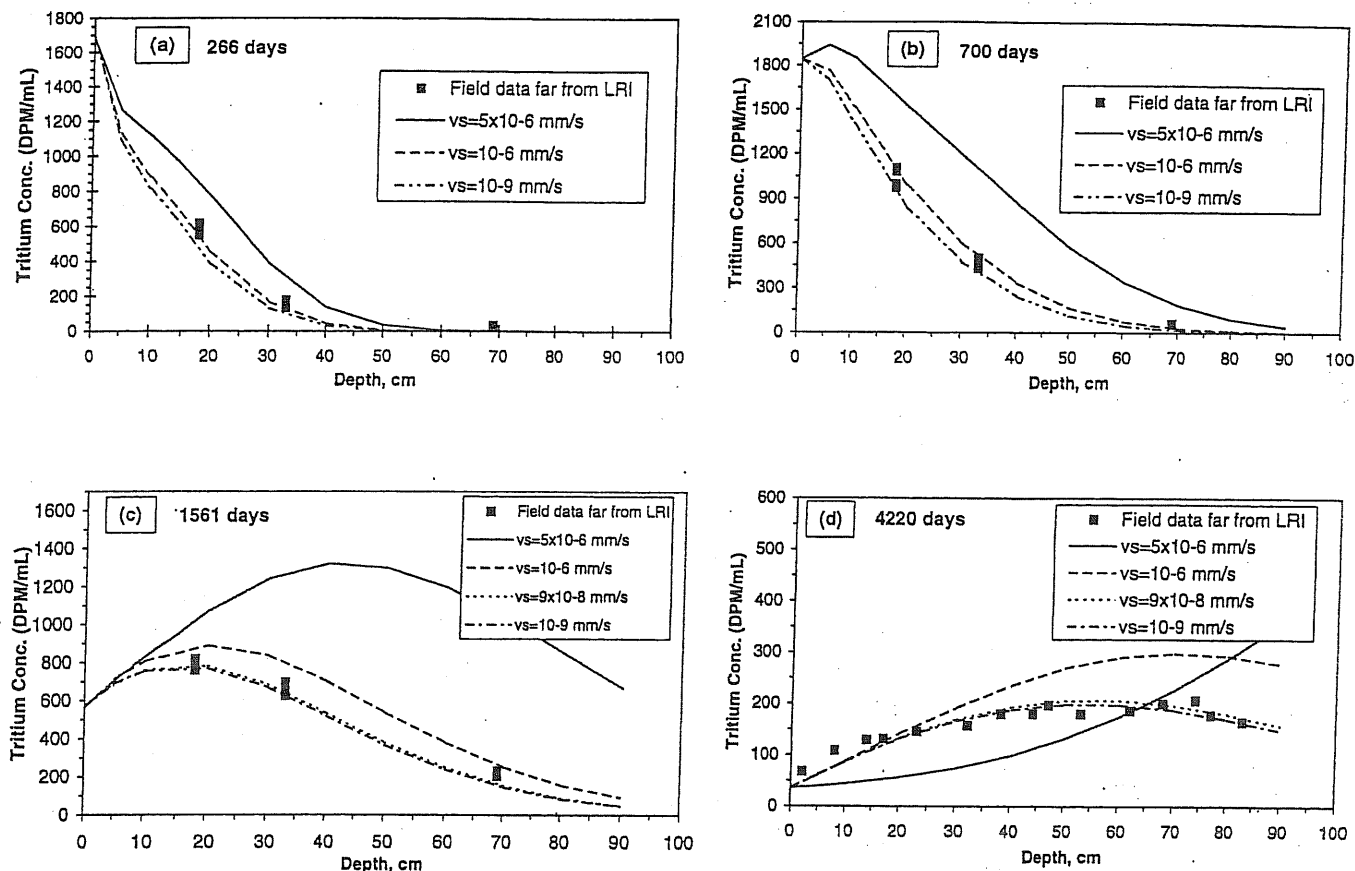 (a) 266 days
Field data far from LRI
vs=5x10-6 mm/s
vs=10-6 mm/s
vs=10-9 mm/s
1800
1600
1400
1200
1000
800
600
400
200
0
Tritium Conc. (DPM/mL)
0 10 20 30 40 50 60 70 80 90 100
Depth, cm
(b) 700 days
Field data far from LRI
vs=5x10-6 mm/s
vs=10-6 mm/s
vs=10-9 mm/s
2100
1800
1500
1200
900
600
300
0
Tritium Conc. (DPM/mL)
0 10 20 30 40 50 60 70 80 90 100
Depth, cm
(c) 1561 days
Field data far from LRI
vs=5x10-6 mm/s
vs=10-6 mm/s
vs=9x10-8 mm/s
vs=10-9 mm/s
1600
1400
1200
1000
800
600
400
200
0
Tritium Conc. (DPM/mL)
0 10 20 30 40 50 60 70 80 90 100
Depth, cm
(d) 4220 days
Field data far from LRI
vs=5x10-6 mm/s
vs=10-6 mm/s
vs=9x10-8 mm/s
vs=10-9 mm/s
600
500
400
300
200
100
0
Tritium Conc. (DPM/mL)
0 10 20 30 40 50 60 70 80 90 100
Depth, cm